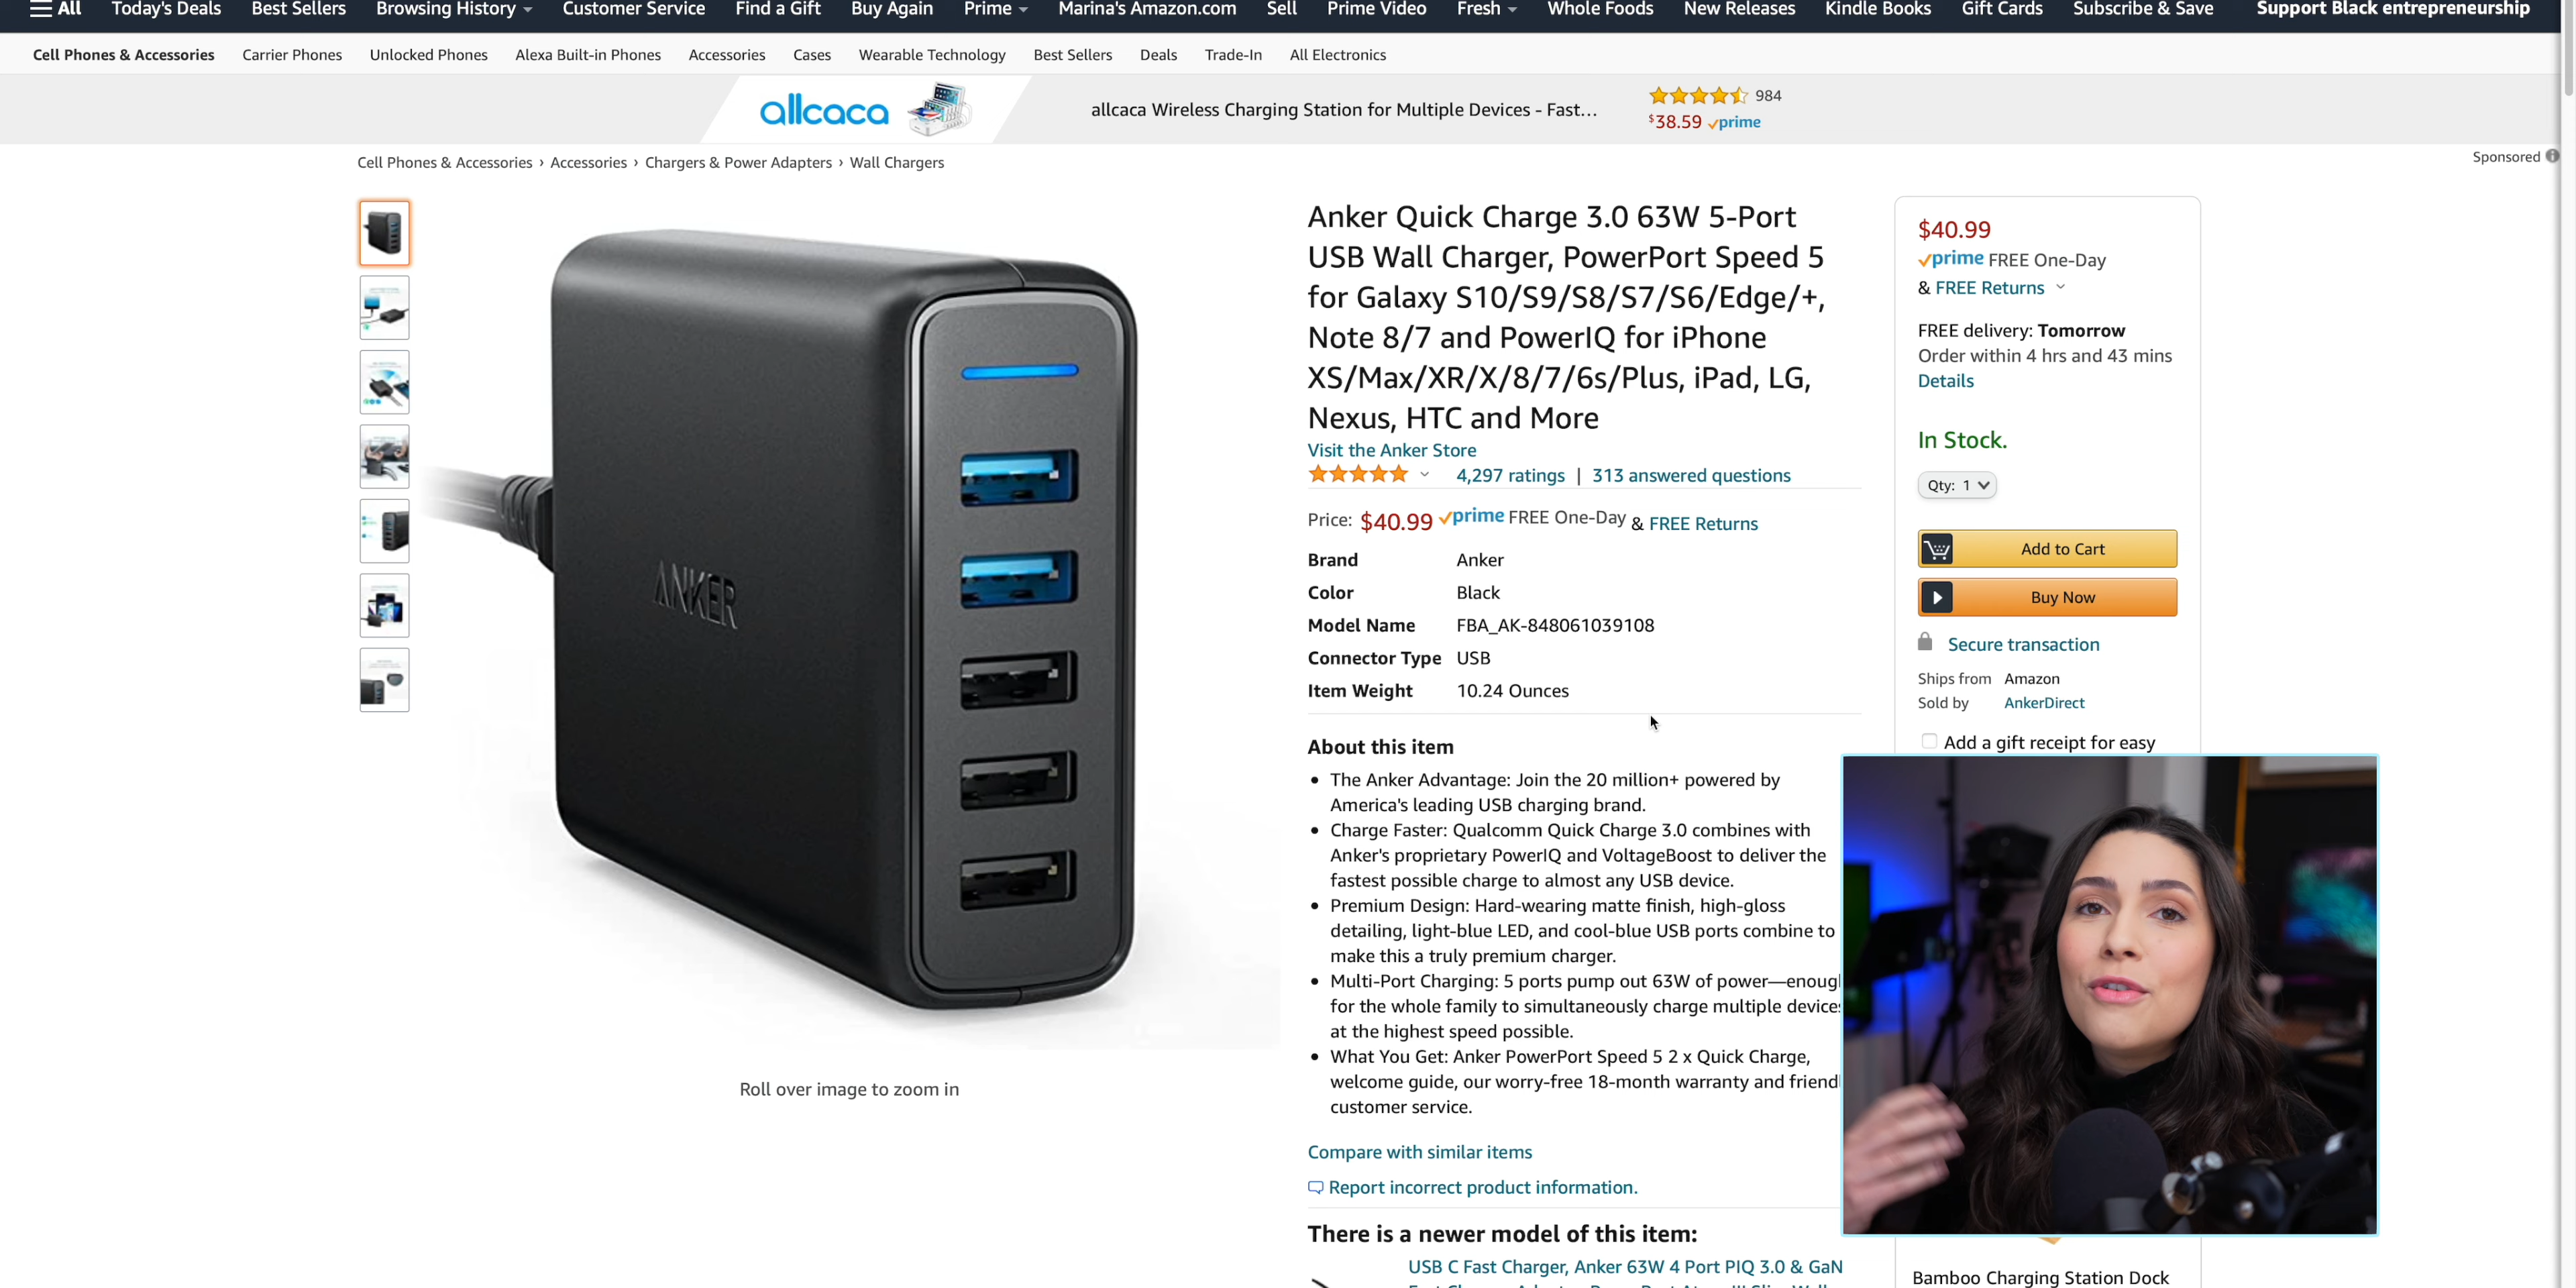 All Today's Deals Best Sellers Browsing History Customer Service Find a Gift Buy Again Prime Marina's Amazon.com Sell Prime Video Fresh Whole Foods New Releases Kindle Books Gift Cards Subscribe & Save Support Black entrepreneurship
Cell Phones & Accessories Carrier Phones Unlocked Phones Alexa Built-in Phones Accessories Cases Wearable Technology Best Sellers Deals Trade-In All Electronics
allcaca allcaca Wireless Charging Station for Multiple Devices - Fast... 984
$38.59 prime
Sponsored
Cell Phones & Accessories › Accessories › Chargers & Power Adapters › Wall Chargers
ANKER
Roll over image to zoom in
Anker Quick Charge 3.0 63W 5-Port
USB Wall Charger, PowerPort Speed 5
for Galaxy S10/S9/S8/S7/S6/Edge/+,
Note 8/7 and PowerIQ for iPhone
XS/Max/XR/X/8/7/6s/Plus, iPad, LG,
Nexus, HTC and More
Visit the Anker Store
4,297 ratings | 313 answered questions
Price: $40.99 prime FREE One-Day & FREE Returns
Brand Anker
Color Black
Model Name FBA_AK-848061039108
Connector Type USB
Item Weight 10.24 Ounces
About this item
• The Anker Advantage: Join the 20 million+ powered by
America's leading USB charging brand.
• Charge Faster: Qualcomm Quick Charge 3.0 combines with
Anker's proprietary PowerIQ and VoltageBoost to deliver the
fastest possible charge to almost any USB device.
• Premium Design: Hard-wearing matte finish, high-gloss
detailing, light-blue LED, and cool-blue USB ports combine to
make this a truly premium charger.
• Multi-Port Charging: 5 ports pump out 63W of power—enoug
for the whole family to simultaneously charge multiple device
at the highest speed possible.
• What You Get: Anker PowerPort Speed 5 2 x Quick Charge,
welcome guide, our worry-free 18-month warranty and friend
customer service.
Compare with similar items
Report incorrect product information.
There is a newer model of this item:
USB C Fast Charger, Anker 63W 4 Port PIQ 3.0 & GaN
$40.99
prime FREE One-Day
& FREE Returns
FREE delivery: Tomorrow
Order within 4 hrs and 43 mins
Details
In Stock.
Qty: 1
Add to Cart
Buy Now
Secure transaction
Ships from Amazon
Sold by AnkerDirect
Add a gift receipt for easy
Bamboo Charging Station Dock